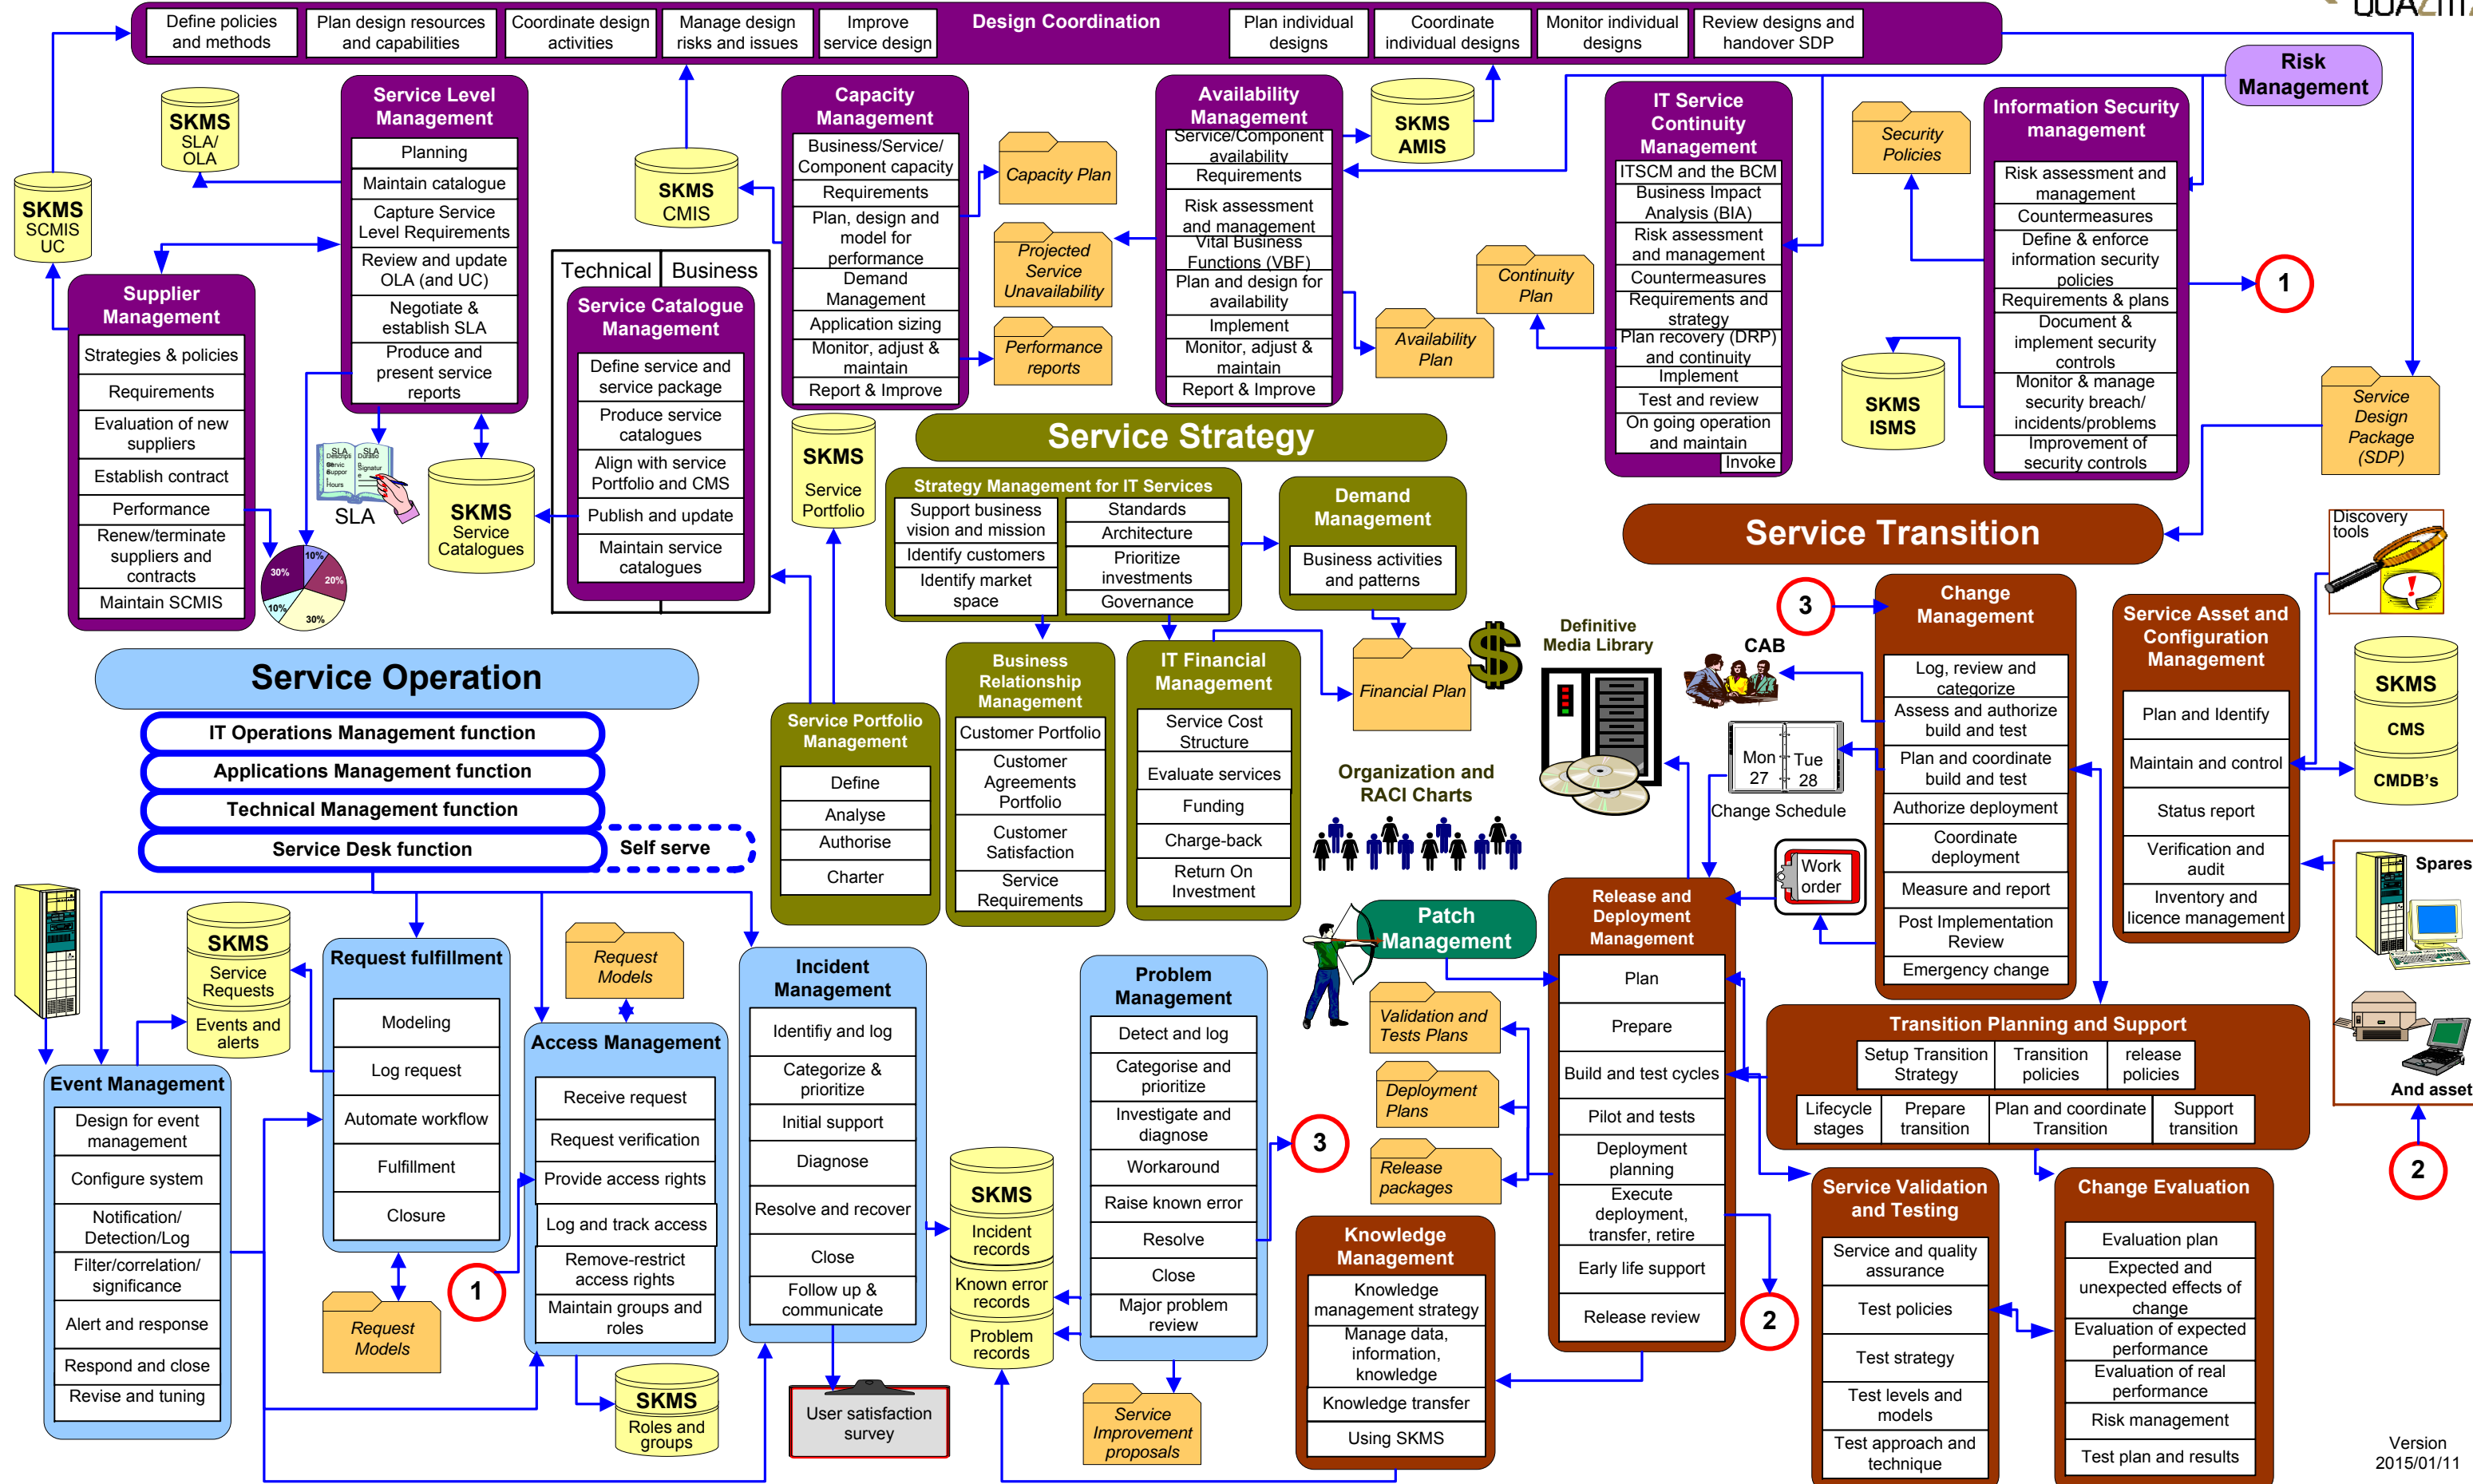 Define policies
and methods
Plan design resources
and capabilities
Coordinate design
activities
Manage design
risks and issues
Improve
service design
Design Coordination
Plan individual
designs
Coordinate
individual designs
Monitor individual
designs
Review designs and
handover SDP
Risk
Management
SKMS
SLA/
OLA
SKMS
SCMIS
UC
Service Level
Management
Planning
Maintain catalogue
Capture Service
Level Requirements
Review and update
OLA (and UC)
Negotiate &
establish SLA
Produce and
present service
reports
Supplier
Management
Strategies & policies
Requirements
Evaluation of new
suppliers
Establish contract
Performance
Renew/terminate
suppliers and
contracts
Maintain SCMIS
10%
20%
30%
10%
30%
SLA
SLA
SLA
Hours
SKMS
Service
Catalogues
SKMS
CMIS
Technical
Business
Service Catalogue
Management
Define service and
service package
Produce service
catalogues
Align with service
Portfolio and CMS
Publish and update
Maintain service
catalogues
Capacity
Management
Business/Service/
Component capacity
Requirements
Plan, design and
model for
performance
Demand
Management
Application sizing
Monitor, adjust &
maintain
Report & Improve
Capacity Plan
Projected
Service
Unavailability
Performance
reports
Availability
Management
Service/Component
availability
Requirements
Risk assessment
and management
Vital Business
Functions (VBF)
Plan and design for
availability
Implement
Monitor, adjust &
maintain
Report & Improve
SKMS
AMIS
Availability
Plan
Continuity
Plan
IT Service
Continuity
Management
ITSCM and the BCM
Business Impact
Analysis (BIA)
Risk assessment
and management
Countermeasures
Requirements and
strategy
Plan recovery (DRP)
and continuity
Implement
Test and review
On going operation
and maintain
Invoke
Security
Policies
SKMS
ISMS
Information Security
management
Risk assessment and
management
Countermeasures
Define & enforce
information security
policies
Requirements & plans
Document &
implement security
controls
Monitor & manage
security breach/
incidents/problems
Improvement of
security controls
1
Service
Design
Package
(SDP)
SKMS
Service
Portfolio
Service Strategy
Strategy Management for IT Services
Support business
vision and mission
Identify customers
Identify market
space
Standards
Architecture
Prioritize
investments
Governance
Demand
Management
Business activities
and patterns
Service Portfolio
Management
Define
Analyse
Authorise
Charter
Business
Relationship
Management
Customer Portfolio
Customer
Agreements
Portfolio
Customer
Satisfaction
Service
Requirements
IT Financial
Management
Service Cost
Structure
Evaluate services
Funding
Charge-back
Return On
Investment
Financial Plan
$
Organization and
RACI Charts
Service Transition
Discovery
tools
!
3
Definitive
Media Library
CAB
Mon
27
Tue
28
Change Schedule
Work
order
Change
Management
Log, review and
categorize
Assess and authorize
build and test
Plan and coordinate
build and test
Authorize deployment
Coordinate
deployment
Measure and report
Post Implementation
Review
Emergency change
Service Asset and
Configuration
Management
Plan and Identify
Maintain and control
Status report
Verification and
audit
Inventory and
licence management
SKMS
CMS
CMDB's
Spares
And asset
2
Service Operation
IT Operations Management function
Applications Management function
Technical Management function
Service Desk function
Self serve
SKMS
Service
Requests
Events and
alerts
Event Management
Design for event
management
Configure system
Notification/
Detection/Log
Filter/correlation/
significance
Alert and response
Respond and close
Revise and tuning
Request fulfillment
Modeling
Log request
Automate workflow
Fulfillment
Closure
Request
Models
1
Request
Models
Access Management
Receive request
Request verification
Provide access rights
Log and track access
Remove-restrict
access rights
Maintain groups and
roles
SKMS
Roles and
groups
Incident
Management
Identifiy and log
Categorize &
prioritize
Initial support
Diagnose
Resolve and recover
Close
Follow up &
communicate
User satisfaction
survey
SKMS
Incident
records
Known error
records
Problem
records
Problem
Management
Detect and log
Categorise and
prioritize
Investigate and
diagnose
Workaround
Raise known error
Resolve
Close
Major problem
review
3
Service
Improvement
proposals
Patch
Management
Validation and
Tests Plans
Deployment
Plans
Release
packages
Release and
Deployment
Management
Plan
Prepare
Build and test cycles
Pilot and tests
Deployment
planning
Execute
deployment,
transfer, retire
Early life support
Release review
2
Knowledge
Management
Knowledge
management strategy
Manage data,
information,
knowledge
Knowledge transfer
Using SKMS
Transition Planning and Support
Setup Transition
Strategy
Transition
policies
release
policies
Lifecycle
stages
Prepare
transition
Plan and coordinate
Transition
Support
transition
Service Validation
and Testing
Service and quality
assurance
Test policies
Test strategy
Test levels and
models
Test approach and
technique
Change Evaluation
Evaluation plan
Expected and
unexpected effects of
change
Evaluation of expected
performance
Evaluation of real
performance
Risk management
Test plan and results
Version
2015/01/11